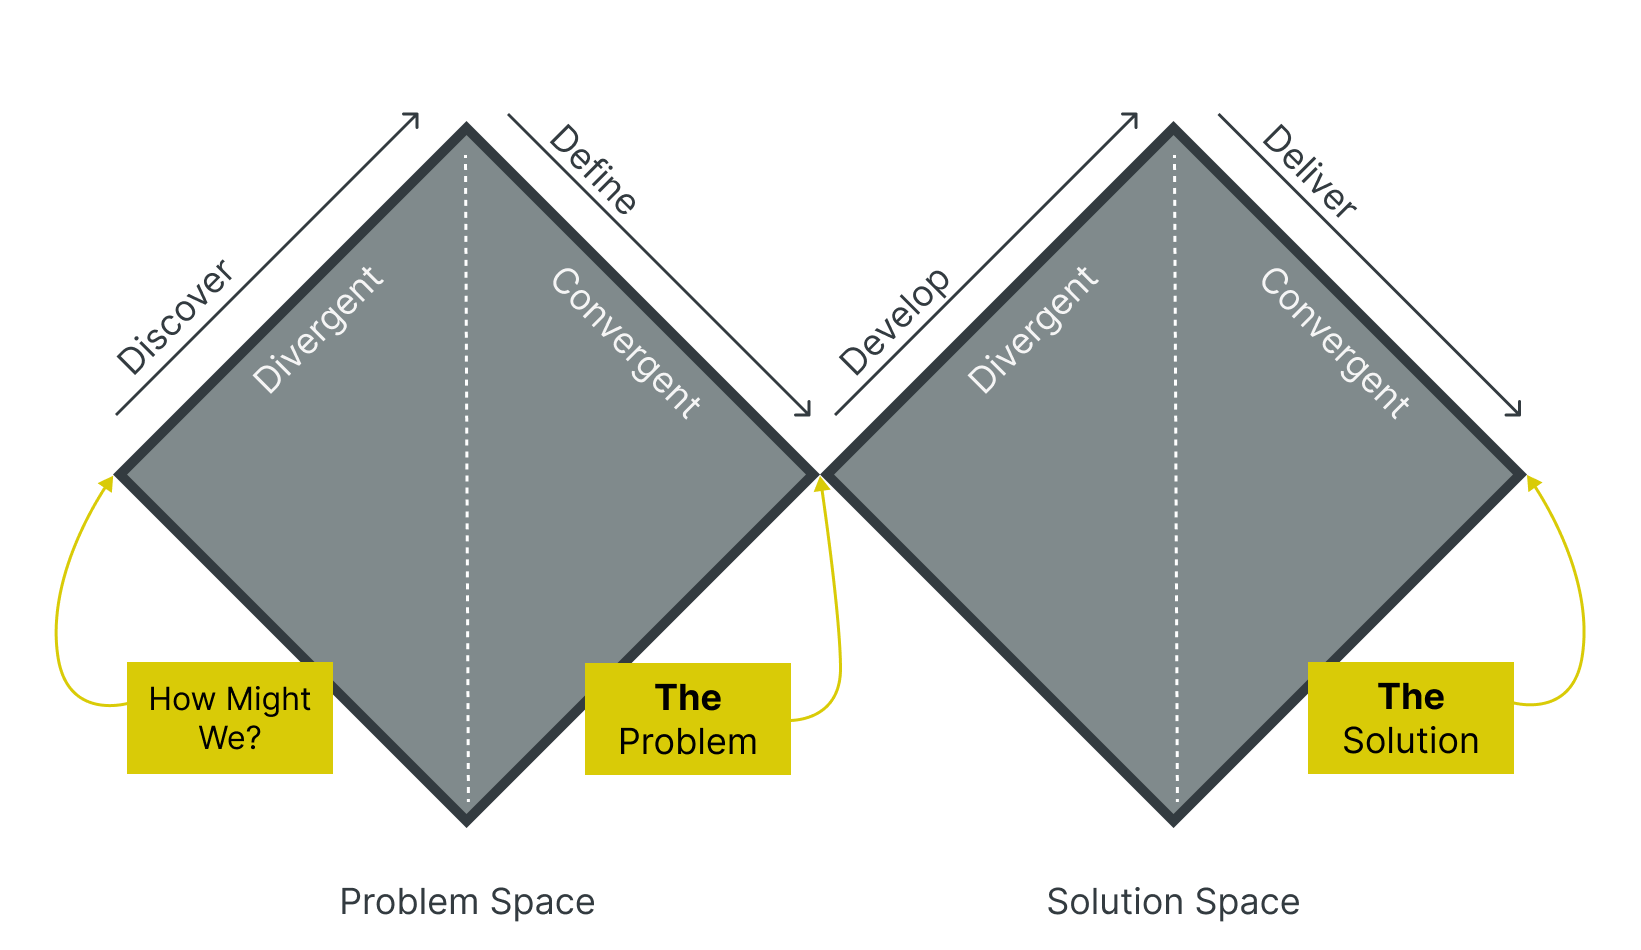 Discover
Define
Develop
Deliver
Divergent
Convergent
Divergent
Convergent
How Might
We?
The
Problem
The
Solution
Problem Space
Solution Space